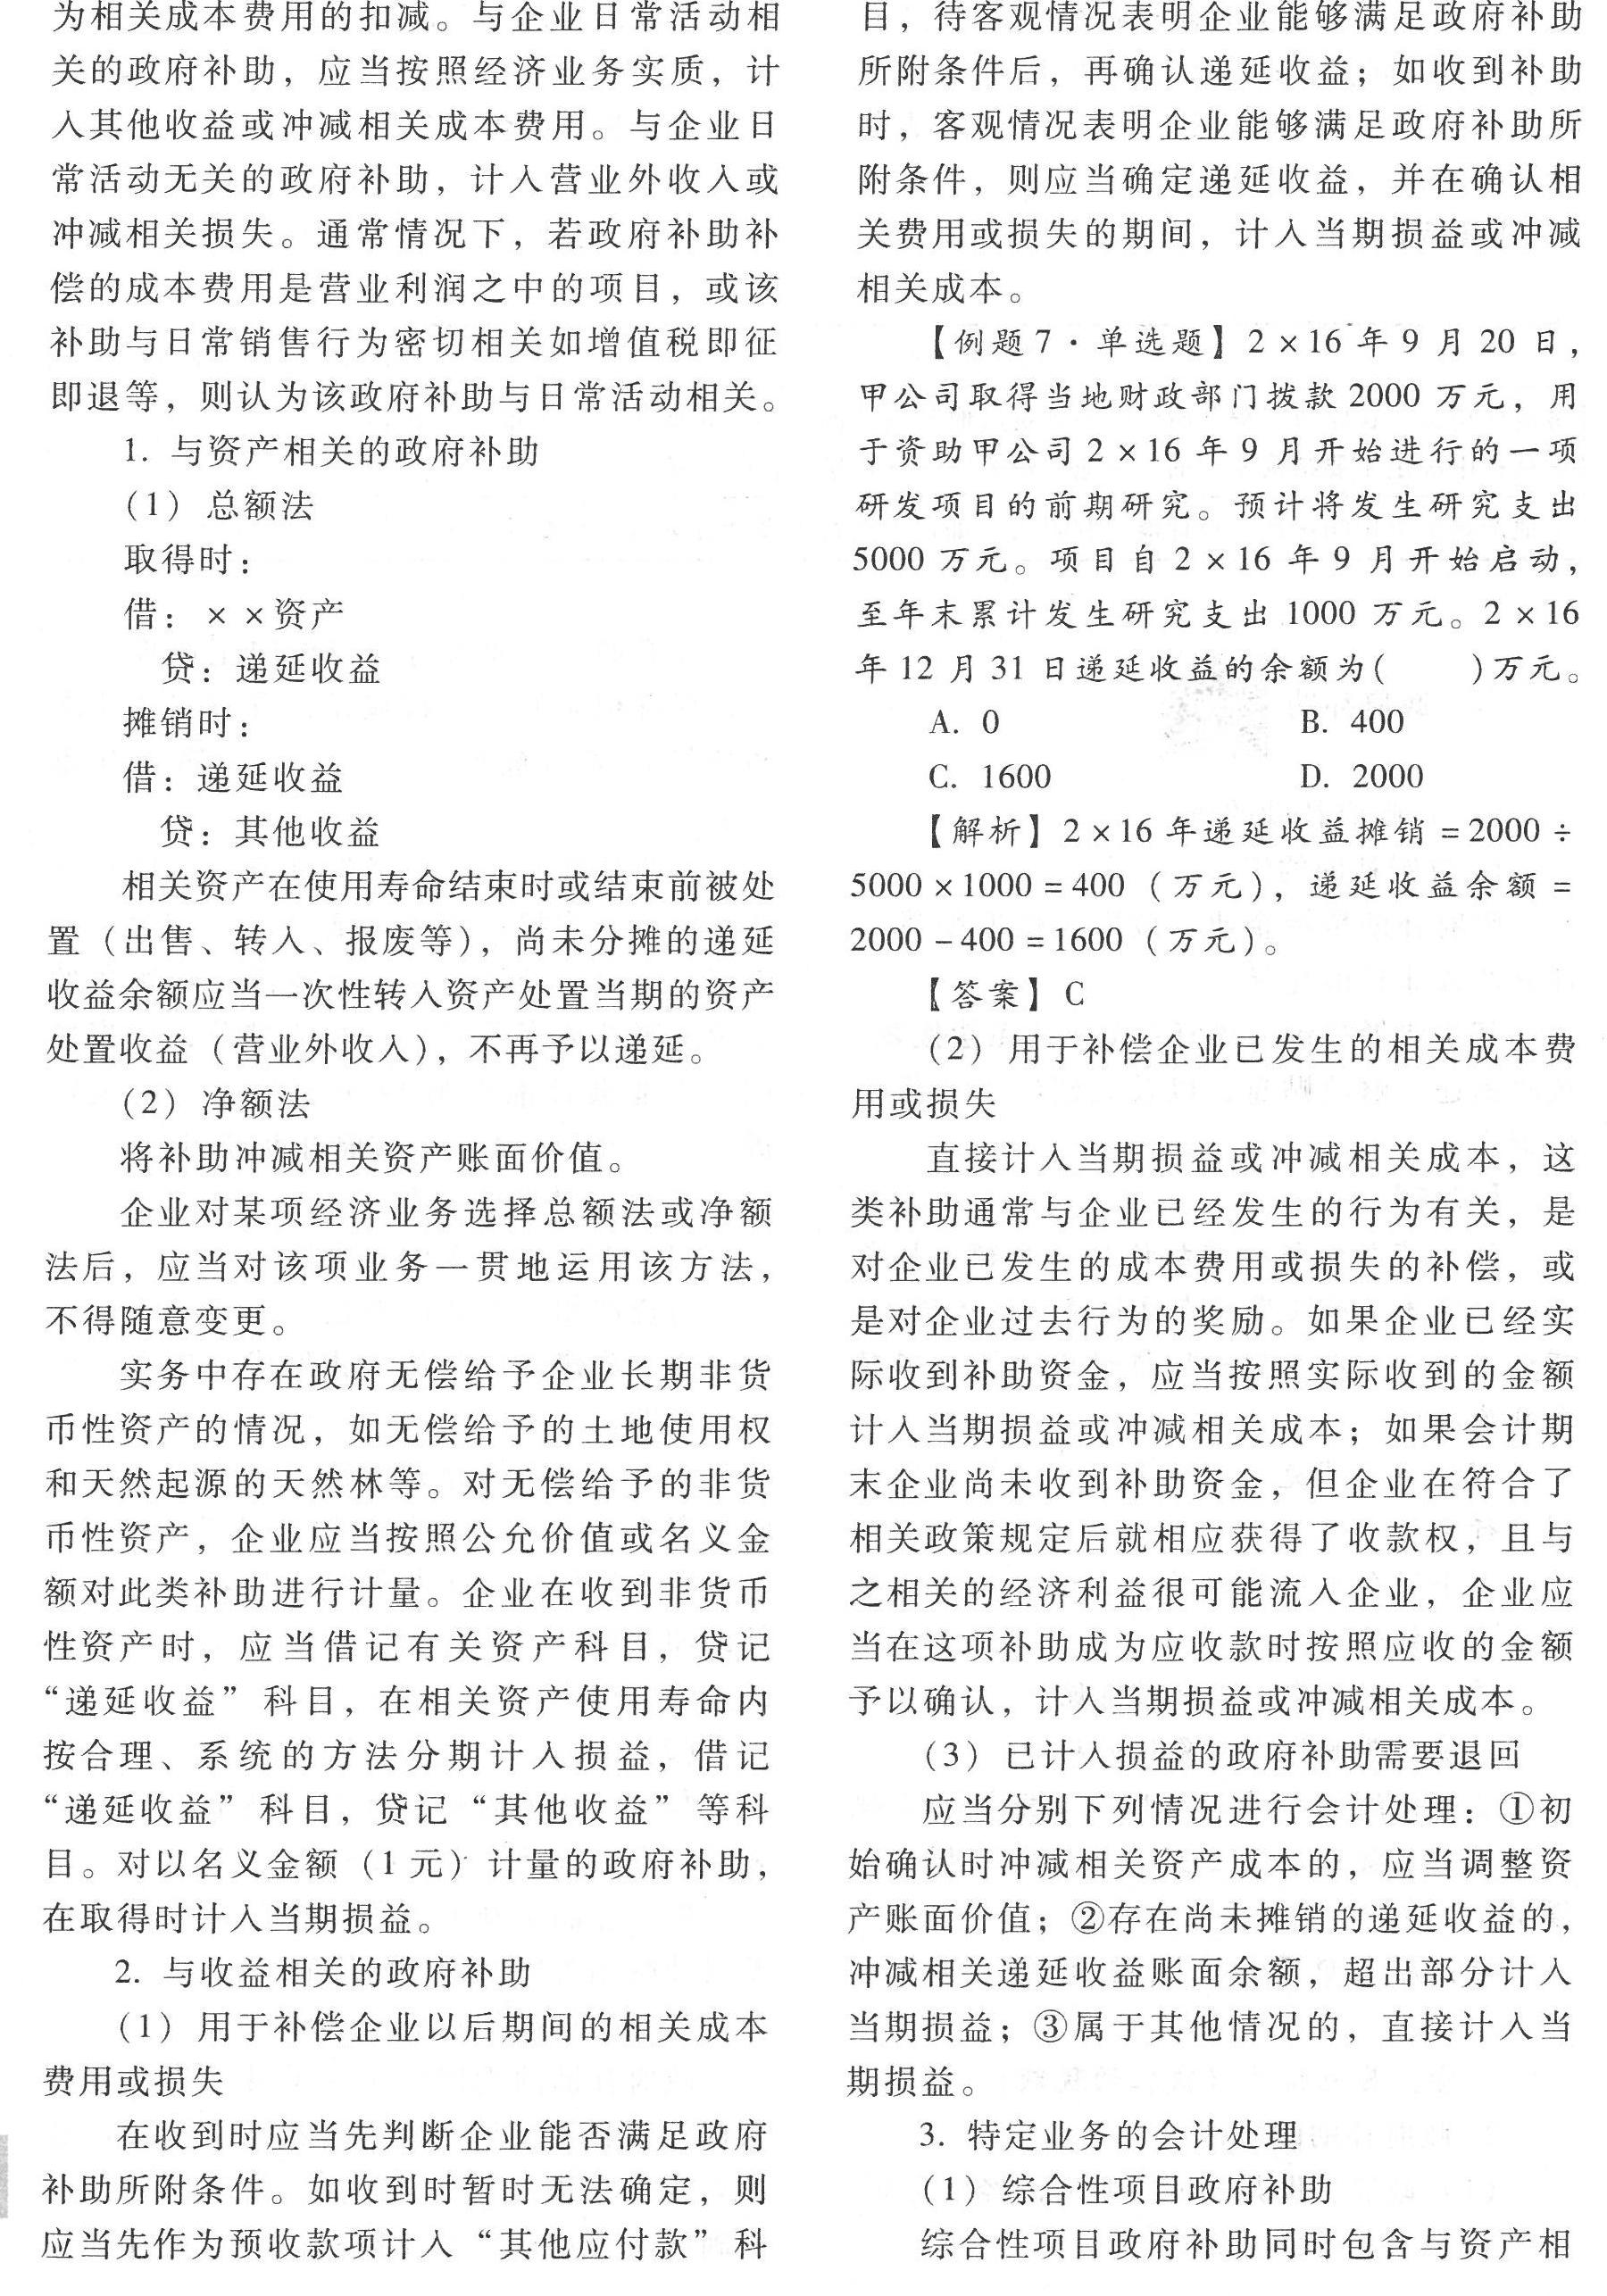 为相关成本费用的扣减。与企业日常活动相
关的政府补助，应当按照经济业务实质，计
入其他收益或冲减相关成本费用。与企业日
常活动无关的政府补助，计入营业外收入或
冲减相关损失。通常情况下，若政府补助补
偿的成本费用是营业利润之中的项目，或该
补助与日常销售行为密切相关如增值税即征
即退等，则认为该政府补助与日常活动相关。
1. 与资产相关的政府补助
（1）总额法
取得时：
借：××资产
贷：递延收益
摊销时：
借：递延收益
贷：其他收益
相关资产在使用寿命结束时或结束前被处
置（出售、转入、报废等），尚未分摊的递延
收益余额应当一次性转入资产处置当期的资产
处置收益（营业外收入），不再予以递延。
（2）净额法
将补助冲减相关资产账面价值。
企业对某项经济业务选择总额法或净额
法后，应当对该项业务一贯地运用该方法，
不得随意变更。
实务中存在政府无偿给予企业长期非货
币性资产的情况，如无偿给予的土地使用权
和天然起源的天然林等。对无偿给予的非货
币性资产，企业应当按照公允价值或名义金
额对此类补助进行计量。企业在收到非货币
性资产时，应当借记有关资产科目，贷记
“递延收益”科目，在相关资产使用寿命内
按合理、系统的方法分期计入损益，借记
“递延收益”科目，贷记“其他收益”等科
目。对以名义金额（1元）计量的政府补助，
在取得时计入当期损益。
2. 与收益相关的政府补助
（1）用于补偿企业以后期间的相关成本
费用或损失
在收到时应当先判断企业能否满足政府
补助所附条件。如收到时暂时无法确定，则
应当先作为预收款项计入“其他应付款”科
目，待客观情况表明企业能够满足政府补助
所附条件后，再确认递延收益；如收到补助
时，客观情况表明企业能够满足政府补助所
附条件，则应当确定递延收益，并在确认相
关费用或损失的期间，计入当期损益或冲减
相关成本。
【例题7·单选题】2×16年9月20日，
甲公司取得当地财政部门拨款2000万元，用
于资助甲公司2×16年9月开始进行的一项
研发项目的前期研究。预计将发生研究支出
5000万元。项目自2×16年9月开始启动，
至年末累计发生研究支出1000万元。2×16
年12月31日递延收益的余额为(  )万元。
A. 0 B. 400
C. 1600 D. 2000
【解析】2×16年递延收益摊销=2000÷
5000×1000=400（万元），递延收益余额=
2000-400=1600（万元）。
【答案】C
（2）用于补偿企业已发生的相关成本费
用或损失
直接计入当期损益或冲减相关成本，这
类补助通常与企业已经发生的行为有关，是
对企业已发生的成本费用或损失的补偿，或
是对企业过去行为的奖励。如果企业已经实
际收到补助资金，应当按照实际收到的金额
计入当期损益或冲减相关成本；如果会计期
末企业尚未收到补助资金，但企业在符合了
相关政策规定后就相应获得了收款权，且与
之相关的经济利益很可能流入企业，企业应
当在这项补助成为应收款时按照应收的金额
予以确认，计入当期损益或冲减相关成本。
（3）已计入损益的政府补助需要退回
应当分别下列情况进行会计处理：①初
始确认时冲减相关资产成本的，应当调整资
产账面价值；②存在尚未摊销的递延收益的，
冲减相关递延收益账面余额，超出部分计入
当期损益；③属于其他情况的，直接计入当
期损益。
3. 特定业务的会计处理
（1）综合性项目政府补助
综合性项目政府补助同时包含与资产相